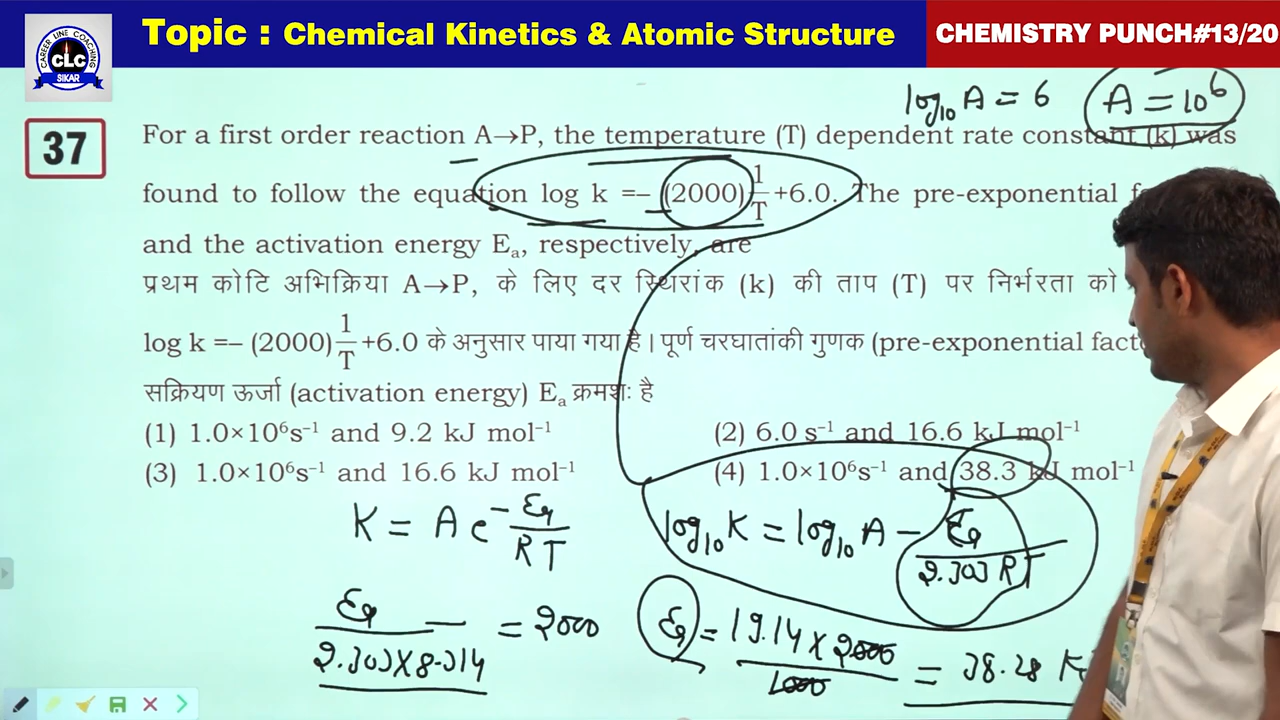 Topic : Chemical Kinetics & Atomic Structure
CHEMISTRY PUNCH#13/20
CAREER LINE COACHING
CLC
SIKAR
log₁₀ A = 6 A = 10⁶
37
For a first order reaction A→P, the temperature (T) dependent rate constant (k) was
found to follow the equation log k =– (2000) 1/T +6.0. The pre-exponential
and the activation energy Eₐ, respectively, are
प्रथम कोटि अभिक्रिया A→P, के लिए दर स्थिरांक (k) की ताप (T) पर निर्भरता को
log k =– (2000) 1/T +6.0 के अनुसार पाया गया है। पूर्ण चरघातांकी गुणक (pre-exponential
सक्रियण ऊर्जा (activation energy) Eₐ क्रमशः है
(1) 1.0×10⁶s⁻¹ and 9.2 kJ mol⁻¹ (2) 6.0 s⁻¹ and 16.6 kJ mol⁻¹
(3) 1.0×10⁶s⁻¹ and 16.6 kJ mol⁻¹ (4) 1.0×10⁶s⁻¹ and 38.3 kJ mol⁻¹
K = A e^(-Ea/RT) log₁₀ K = log₁₀ A – Ea/2.303 RT
Ea/2.303×8.314 = 2000 Ea = 19.14×2000/1000 = 38.28 K